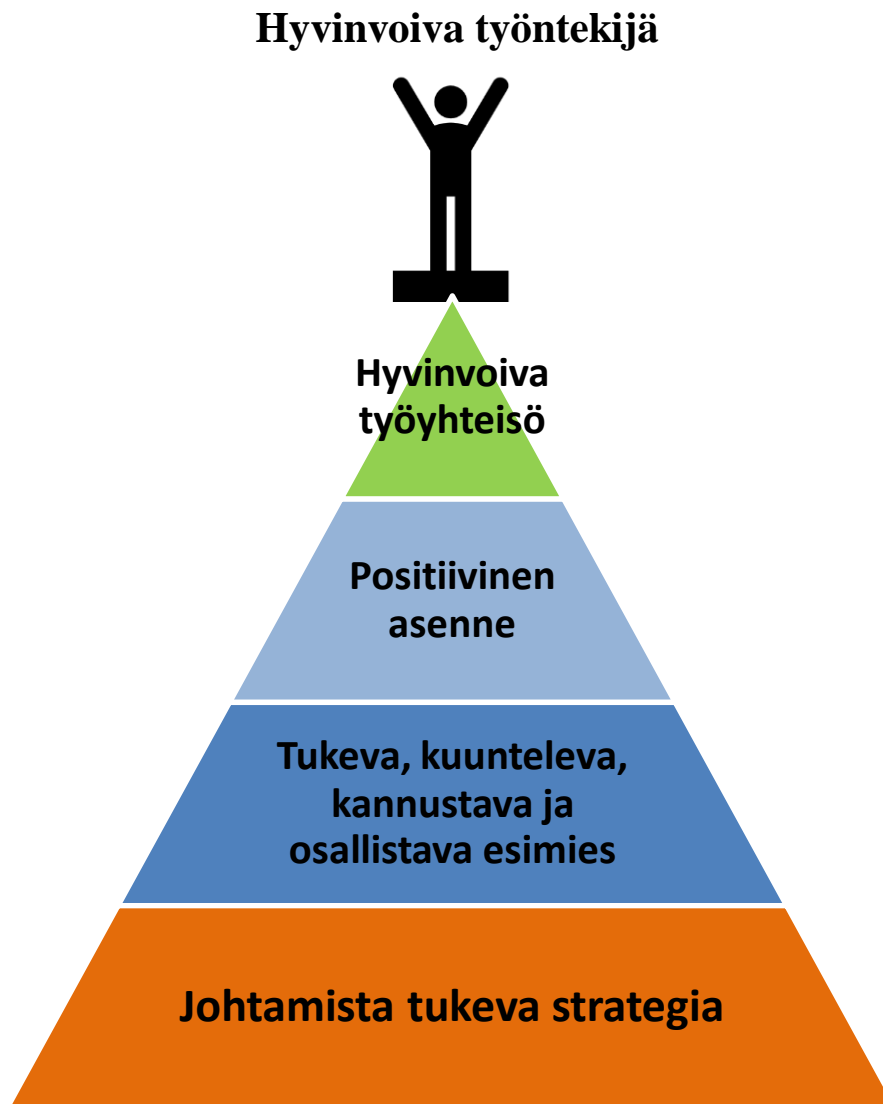 Hyvinvoiva työntekijä
Hyvinvoiva
työyhteisö
Positiivinen
asenne
Tukeva, kuunteleva,
kannustava ja
osallistava esimies
Johtamista tukeva strategia